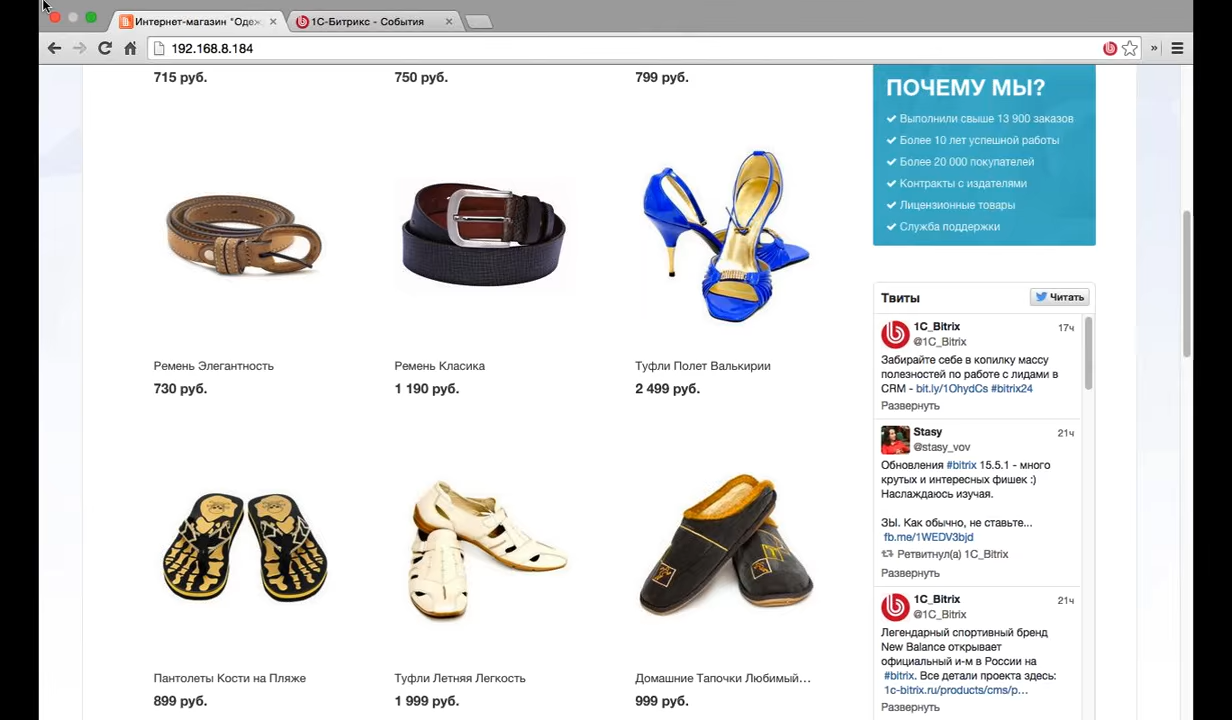 Интернет-магазин "Одеж
1С-Битрикс - События
192.168.8.184
715 руб.
750 руб.
799 руб.
Ремень Элегантность
730 руб.
Ремень Класика
1 190 руб.
Туфли Полет Валькирии
2 499 руб.
Пантолеты Кости на Пляже
899 руб.
Туфли Летняя Легкость
1 999 руб.
Домашние Тапочки Любимый...
999 руб.
ПОЧЕМУ МЫ?
Выполнили свыше 13 900 заказов
Более 10 лет успешной работы
Более 20 000 покупателей
Контракты с издателями
Лицензионные товары
Служба поддержки
Твиты
Читать
1C_Bitrix 17ч
@1C_Bitrix
Забирайте себе в копилку массу
полезностей по работе с лидами в
CRM - bit.ly/1OhydCs #bitrix24
Развернуть
Stasy 21ч
@stasy_vov
Обновления #bitrix 15.5.1 - много
крутых и интересных фишек :)
Наслаждаюсь изучая.
ЗЫ. Как обычно, не ставьте...
fb.me/1WEDV3bjd
Ретвитнул(а) 1C_Bitrix
Развернуть
1C_Bitrix 21ч
@1C_Bitrix
Легендарный спортивный бренд
New Balance открывает
официальный и-м в России на
#bitrix. Все детали проекта здесь:
1c-bitrix.ru/products/cms/p...
Развернуть